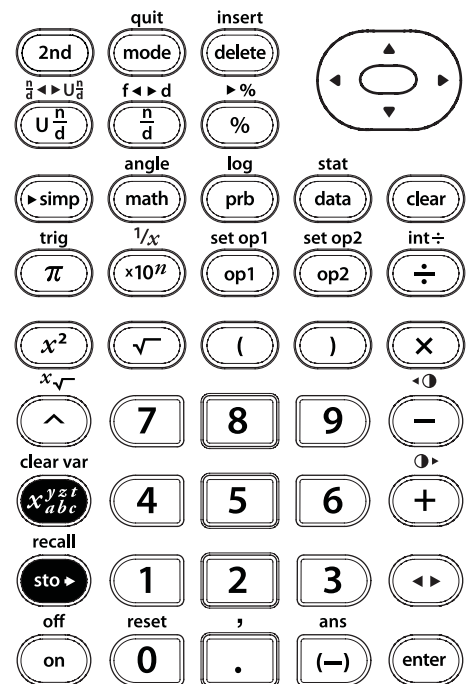 quit insert
2nd mode delete
n/d ◄ ► U n/d f ◄ ► d ► %
U n/d n/d %
angle log stat
► simp math prb data clear
trig 1/x set op1 set op2 int÷
π ×10ⁿ op1 op2 ÷
x² √ ( ) ×
ˣ√ ◄◑
^ 7 8 9 −
clear var ◑►
x y z t a b c 4 5 6 +
recall
sto ► 1 2 3 ◄ ►
off reset , ans
on 0 . (−) enter